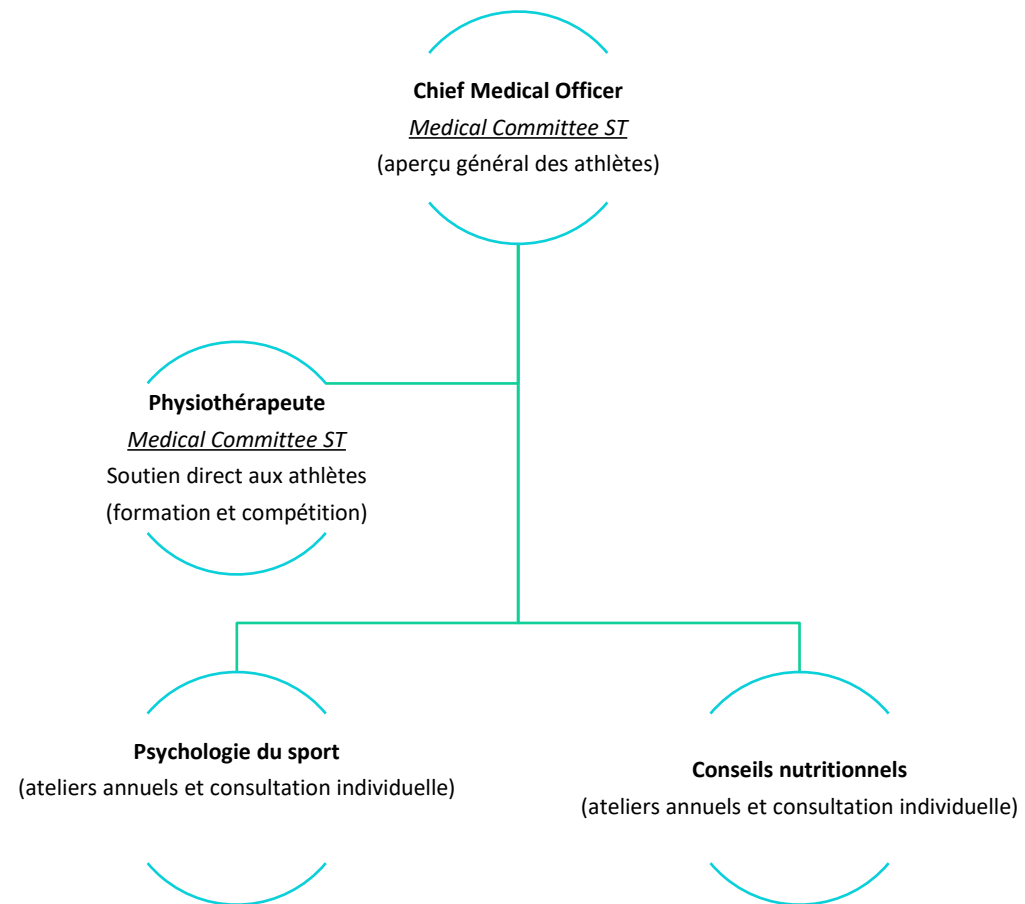 Chief Medical Officer
Medical Committee ST
(aperçu général des athlètes)
Physiothérapeute
Medical Committee ST
Soutien direct aux athlètes
(formation et compétition)
Psychologie du sport
(ateliers annuels et consultation individuelle)
Conseils nutritionnels
(ateliers annuels et consultation individuelle)